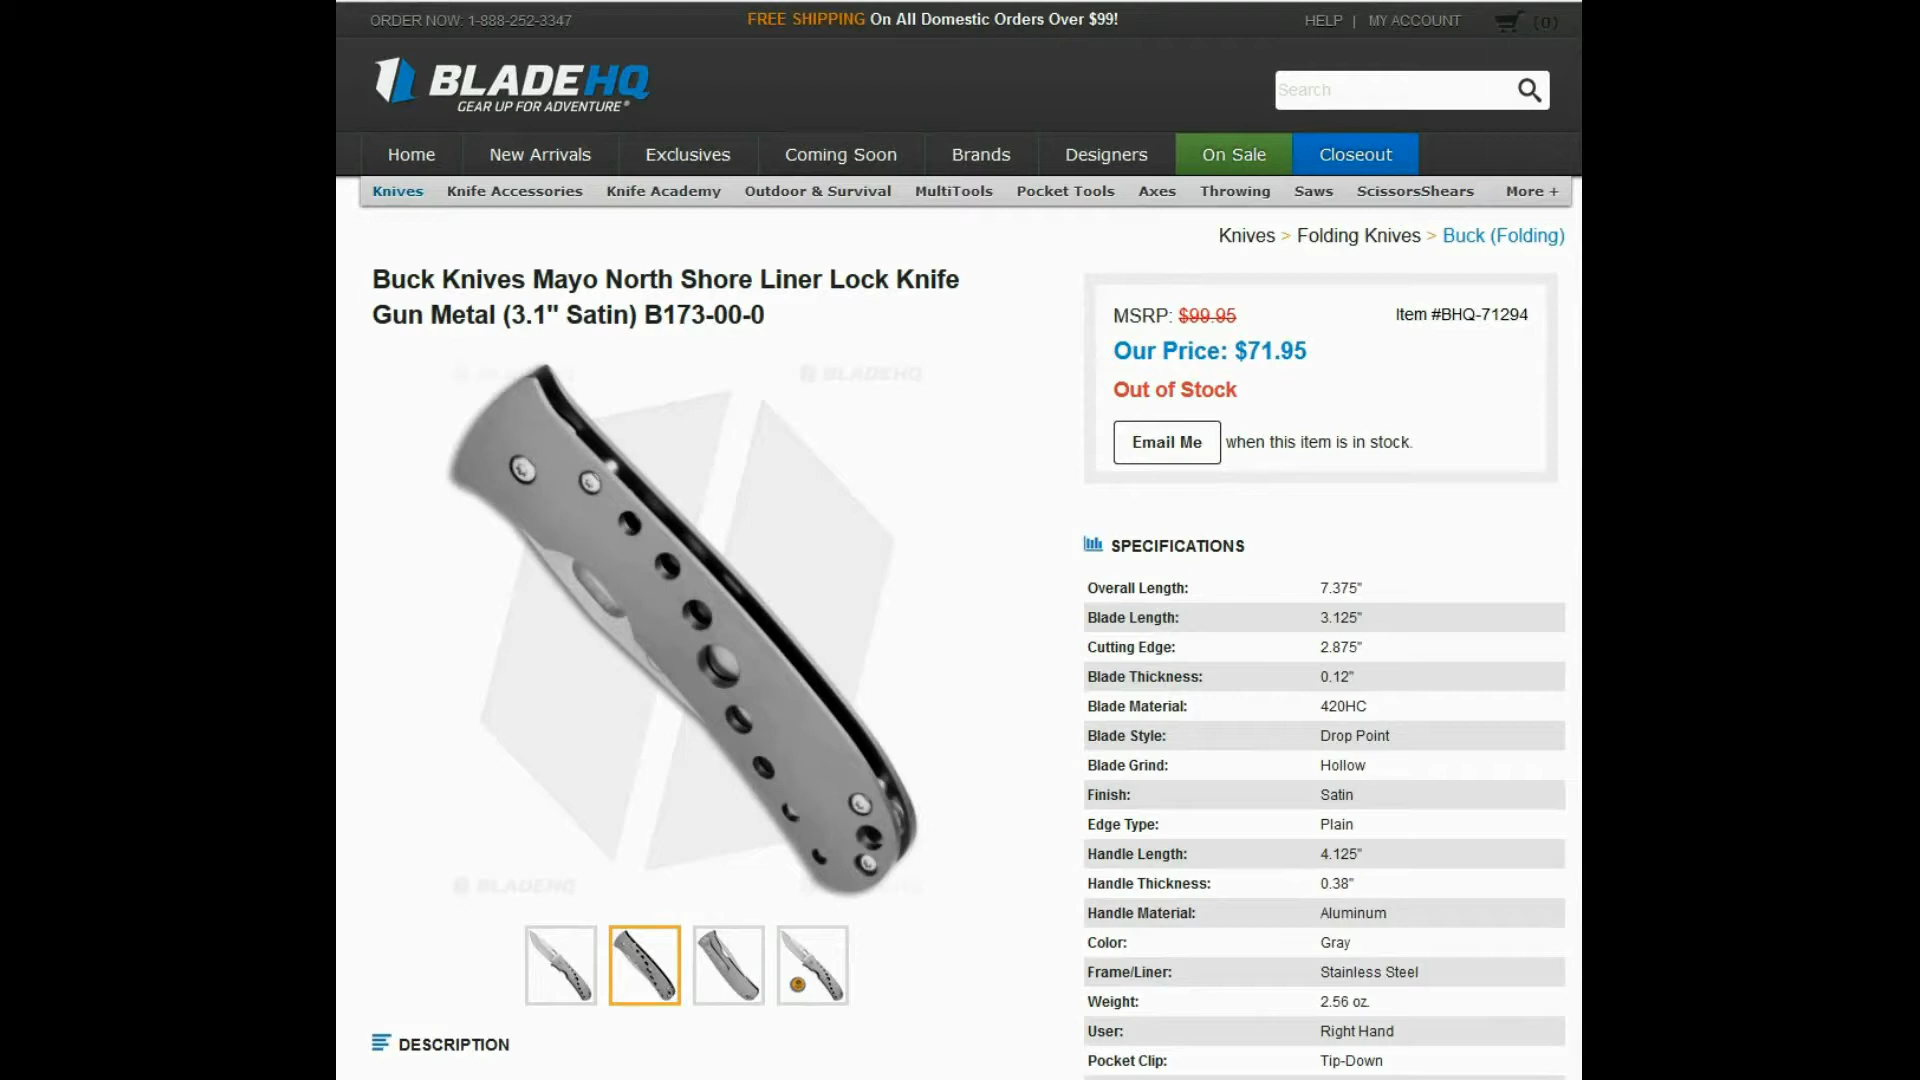 ORDER NOW: 1-888-252-3347
FREE SHIPPING On All Domestic Orders Over $99!
HELP | MY ACCOUNT (0)
BLADEHQ
GEAR UP FOR ADVENTURE®
Search
Home New Arrivals Exclusives Coming Soon Brands Designers On Sale Closeout
Knives Knife Accessories Knife Academy Outdoor & Survival MultiTools Pocket Tools Axes Throwing Saws ScissorsShears More +
Knives > Folding Knives > Buck (Folding)
Buck Knives Mayo North Shore Liner Lock Knife
Gun Metal (3.1" Satin) B173-00-0
BLADEHQ
BLADEHQ
MSRP: $99.95 Item #BHQ-71294
Our Price: $71.95
Out of Stock
Email Me when this item is in stock.
SPECIFICATIONS
Overall Length: 7.375"
Blade Length: 3.125"
Cutting Edge: 2.875"
Blade Thickness: 0.12"
Blade Material: 420HC
Blade Style: Drop Point
Blade Grind: Hollow
Finish: Satin
Edge Type: Plain
Handle Length: 4.125"
Handle Thickness: 0.38"
Handle Material: Aluminum
Color: Gray
Frame/Liner: Stainless Steel
Weight: 2.56 oz.
User: Right Hand
Pocket Clip: Tip-Down
DESCRIPTION